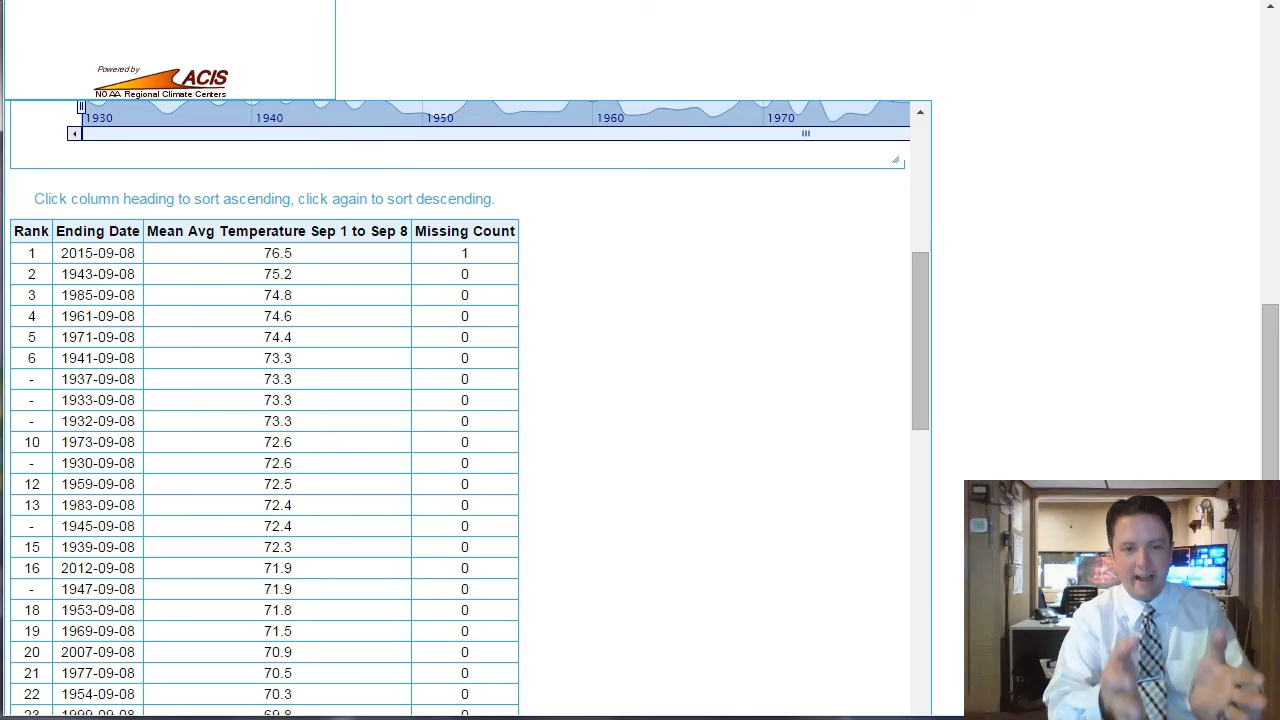 Powered by
ACIS
NOAA Regional Climate Centers
1930 1940 1950 1960 1970
Click column heading to sort ascending, click again to sort descending.
Rank Ending Date Mean Avg Temperature Sep 1 to Sep 8 Missing Count
1 2015-09-08 76.5 1
2 1943-09-08 75.2 0
3 1985-09-08 74.8 0
4 1961-09-08 74.6 0
5 1971-09-08 74.4 0
6 1941-09-08 73.3 0
- 1937-09-08 73.3 0
- 1933-09-08 73.3 0
- 1932-09-08 73.3 0
10 1973-09-08 72.6 0
- 1930-09-08 72.6 0
12 1959-09-08 72.5 0
13 1983-09-08 72.4 0
- 1945-09-08 72.4 0
15 1939-09-08 72.3 0
16 2012-09-08 71.9 0
- 1947-09-08 71.9 0
18 1953-09-08 71.8 0
19 1969-09-08 71.5 0
20 2007-09-08 70.9 0
21 1977-09-08 70.5 0
22 1954-09-08 70.3 0
23 1999-09-08 69.8 0